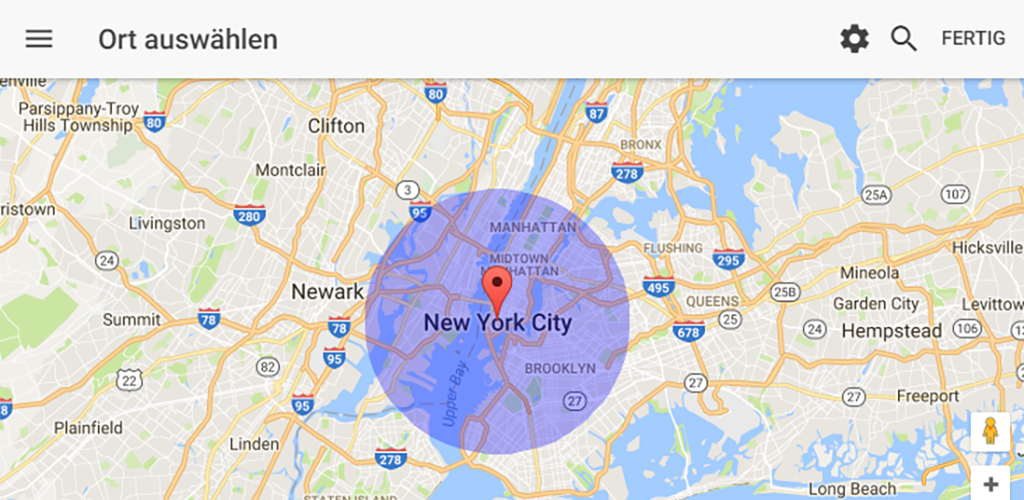 Ort auswählen
FERTIG
enville
Parsippany-Troy
Hills Township
80
80
87
Clifton
BRONX
Montclair
278
3
25A
107
ristown
95
280
Livingston
MANHATTAN
FLUSHING
Hicksville
24
MIDTOWN
MANHATTAN
295
Mineola
495
Newark
QUEENS
25B
Garden City
Levittow
Summit
78
78
New York City
25
678
24
Hempstead
106
95
82
BROOKLYN
22
Upper Bay
27
27
27
Freeport
8
95
Plainfield
Linden
278
STATEN ISLAND
Long Beach